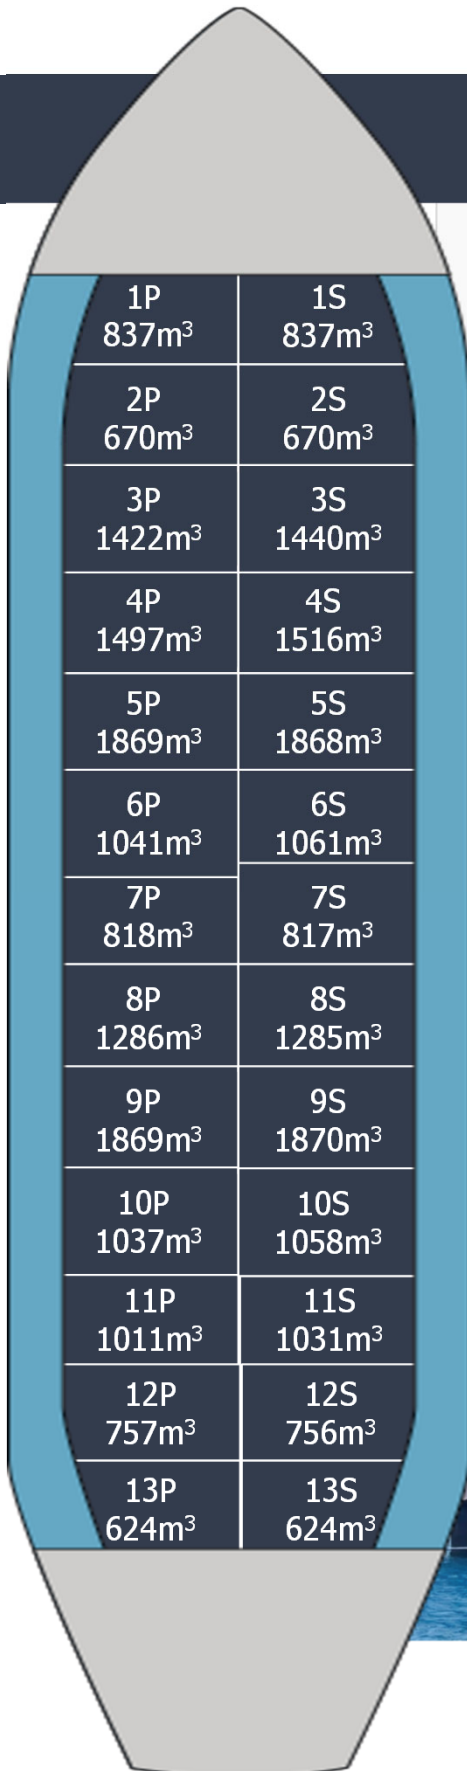 1P 1S
837m³ 837m³
2P 2S
670m³ 670m³
3P 3S
1422m³ 1440m³
4P 4S
1497m³ 1516m³
5P 5S
1869m³ 1868m³
6P 6S
1041m³ 1061m³
7P 7S
818m³ 817m³
8P 8S
1286m³ 1285m³
9P 9S
1869m³ 1870m³
10P 10S
1037m³ 1058m³
11P 11S
1011m³ 1031m³
12P 12S
757m³ 756m³
13P 13S
624m³ 624m³